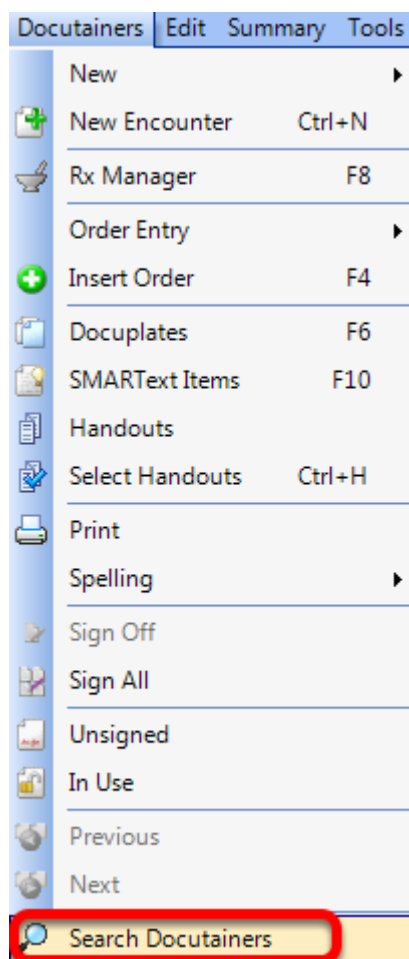 Docutainers Edit Summary Tools
New
New Encounter Ctrl+N
Rx Manager F8
Order Entry
Insert Order F4
Docuplates F6
SMARText Items F10
Handouts
Select Handouts Ctrl+H
Print
Spelling
Sign Off
Sign All
Unsigned
In Use
Previous
Next
Search Docutainers